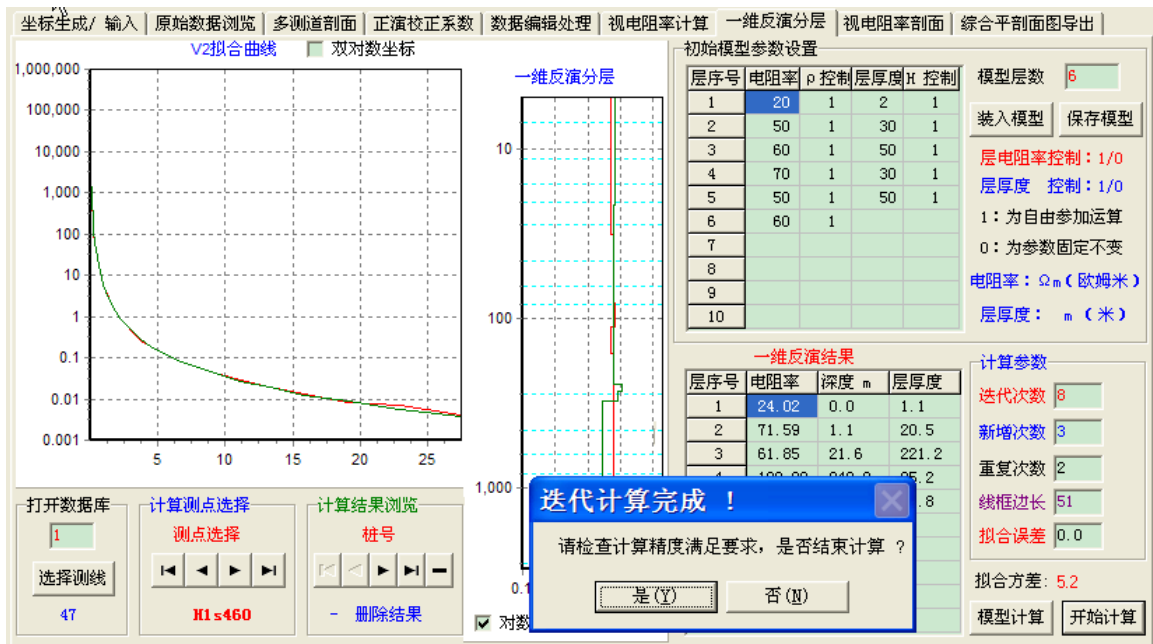 坐标生成/ 输入 原始数据浏览 多测道剖面 正演校正系数 数据编辑处理 视电阻率计算 一维反演分层 视电阻率剖面 综合平剖面图导出
V2拟合曲线 双对数坐标
1,000,000
100,000
10,000
1,000
100
10
1
0.1
0.01
0.001
5 10 15 20 25
一维反演分层
10
100
1,000
0.1
初始模型参数设置
层序号 电阻率 ρ 控制 层厚度 H 控制
1 20 1 2 1
2 50 1 30 1
3 60 1 50 1
4 70 1 30 1
5 50 1 50 1
6 60 1
7
8
9
10
模型层数 6
装入模型 保存模型
层电阻率控制：1/0
层厚度 控制：1/0
1：为自由参加运算
0：为参数固定不变
电阻率：Ωm（欧姆米）
层厚度： m （米）
一维反演结果
层序号 电阻率 深度 m 层厚度
1 24.02 0.0 1.1
2 71.59 1.1 20.5
3 61.85 21.6 221.2
5.2
.8
计算参数
迭代次数 8
新增次数 3
重复次数 2
线框边长 51
拟合误差 0.0
拟合方差: 5.2
模型计算 开始计算
打开数据库
1
选择测线
47
计算测点选择
测点选择
H1s460
计算结果浏览
桩号
- 删除结果
对数
迭代计算完成 ！
请检查计算精度满足要求，是否结束计算 ？
是(Y) 否(N)